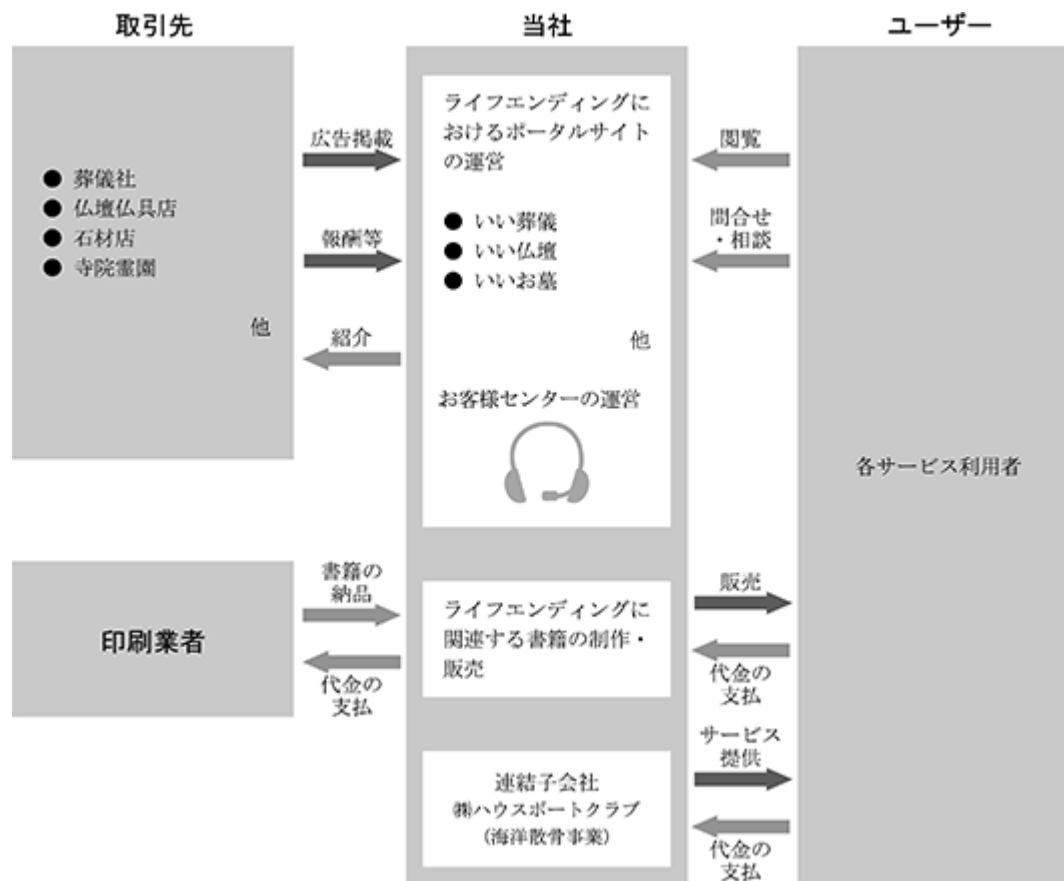 取引先
当社
ユーザー
● 葬儀社
● 仏壇仏具店
● 石材店
● 寺院霊園
他
広告掲載
報酬等
紹介
ライフエンディングに
おけるポータルサイト
の運営
● いい葬儀
● いい仏壇
● いいお墓
他
お客様センターの運営
閲覧
問合せ
・相談
各サービス利用者
印刷業者
書籍の
納品
代金の
支払
ライフエンディングに
関連する書籍の制作・
販売
販売
代金の
支払
連結子会社
㈱ハウスボートクラブ
(海洋散骨事業)
サービス
提供
代金の
支払